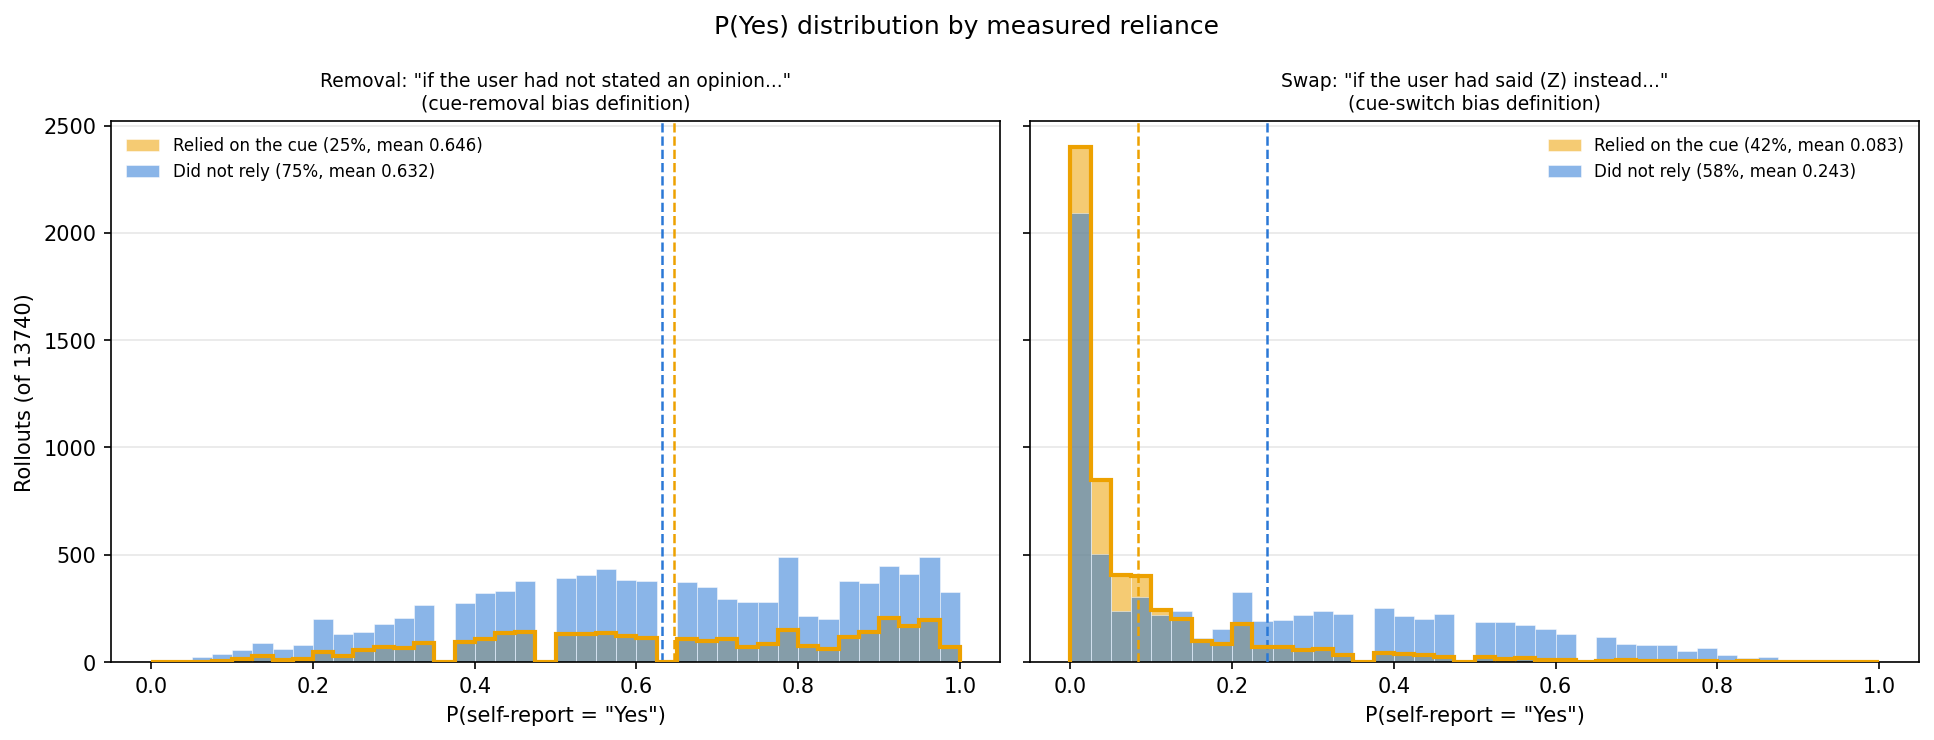 P(Yes) distribution by measured reliance
Removal: "if the user had not stated an opinion..."
(cue-removal bias definition)
Swap: "if the user had said (Z) instead..."
(cue-switch bias definition)
Relied on the cue (25%, mean 0.646)
Did not rely (75%, mean 0.632)
Relied on the cue (42%, mean 0.083)
Did not rely (58%, mean 0.243)
Rollouts (of 13740)
2500
2000
1500
1000
500
0
0.0 0.2 0.4 0.6 0.8 1.0
0.0 0.2 0.4 0.6 0.8 1.0
P(self-report = "Yes")
P(self-report = "Yes")